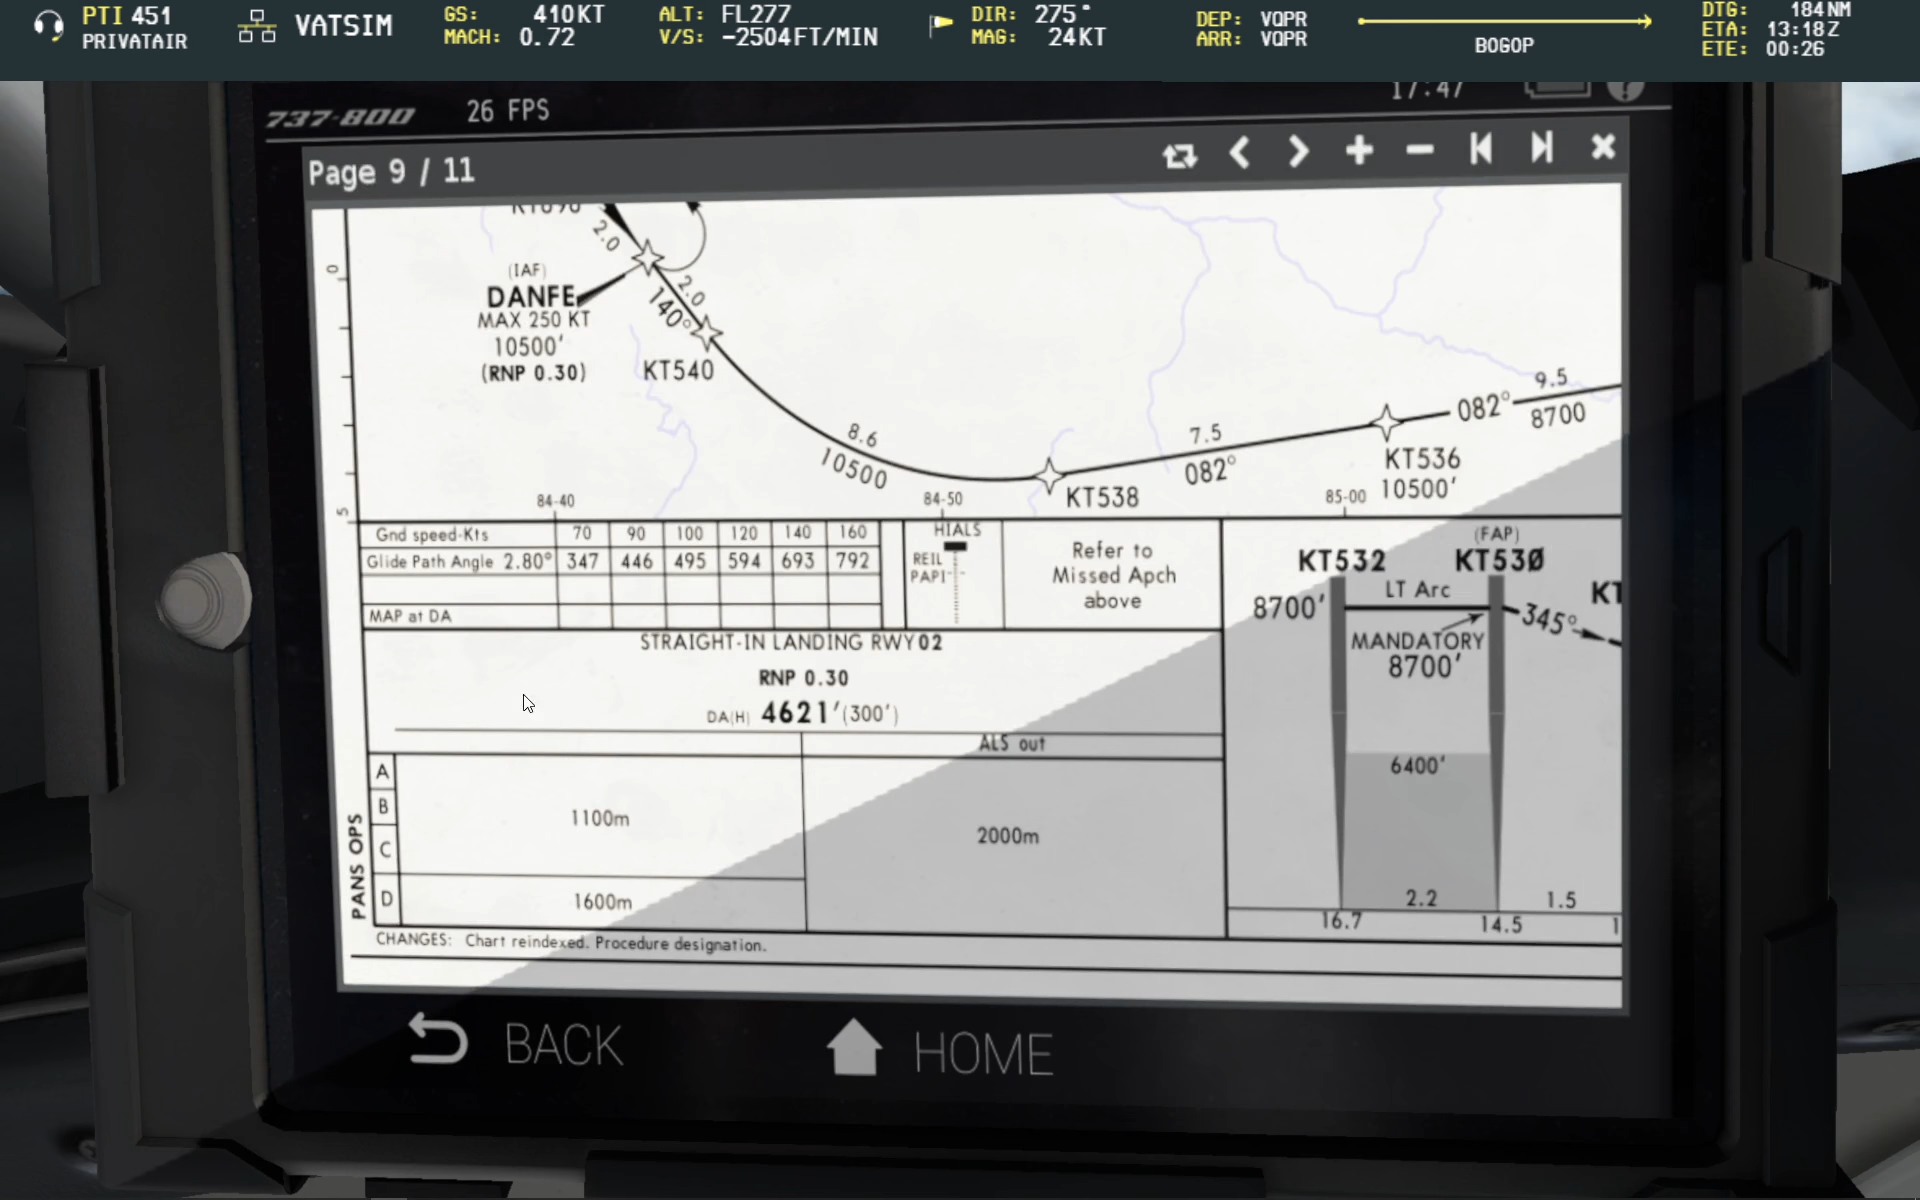 PTI 451
PRIVATAIR
VATSIM
GS: 410KT
MACH: 0.72
ALT: FL277
V/S: -2504FT/MIN
DIR: 275°
MAG: 24KT
DEP: VQPR
ARR: VQPR
BOGOP
DTG: 184NM
ETA: 13:18Z
ETE: 00:26
737-800
26 FPS
17:47
Page 9 / 11
2.0
(IAF)
DANFE
MAX 250 KT
10500'
(RNP 0.30)
2.0
140°
KT540
8.6
10500
KT538
7.5
082°
KT536
10500'
082°
9.5
8700
0
5
84-40
84-50
85-00
Gnd speed-Kts 70 90 100 120 140 160
Glide Path Angle 2.80° 347 446 495 594 693 792
MAP at DA
HIALS
REIL
PAPI
Refer to
Missed Apch
above
STRAIGHT-IN LANDING RWY 02
RNP 0.30
DA(H) 4621'(300')
ALS out
PANS OPS
A
B
C
D
1100m
1600m
2000m
CHANGES: Chart reindexed. Procedure designation.
(FAP)
KT532 KT530
8700'
LT Arc
MANDATORY
8700'
345°
KT
6400'
2.2
1.5
16.7
14.5
1
BACK
HOME